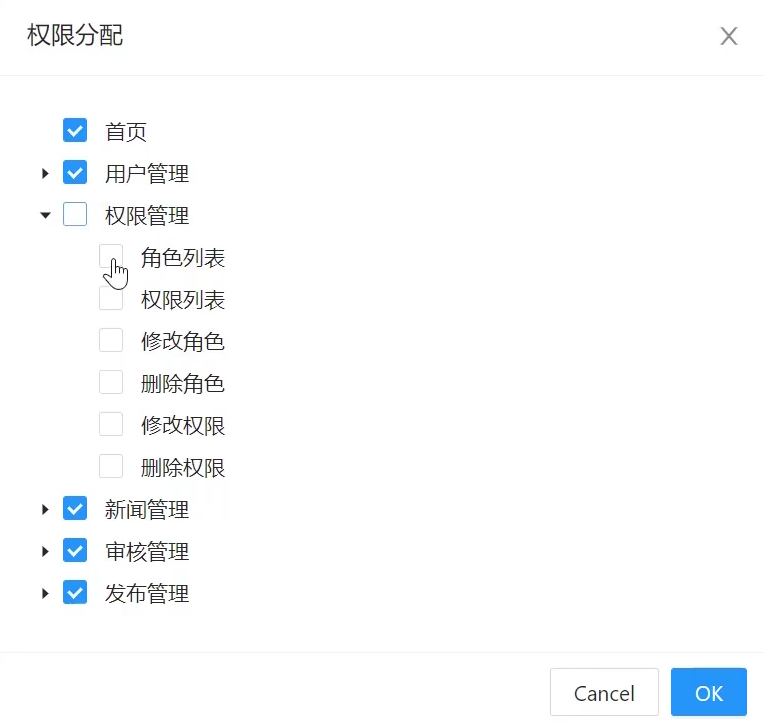 权限分配
首页
用户管理
权限管理
角色列表
权限列表
修改角色
删除角色
修改权限
删除权限
新闻管理
审核管理
发布管理
Cancel OK